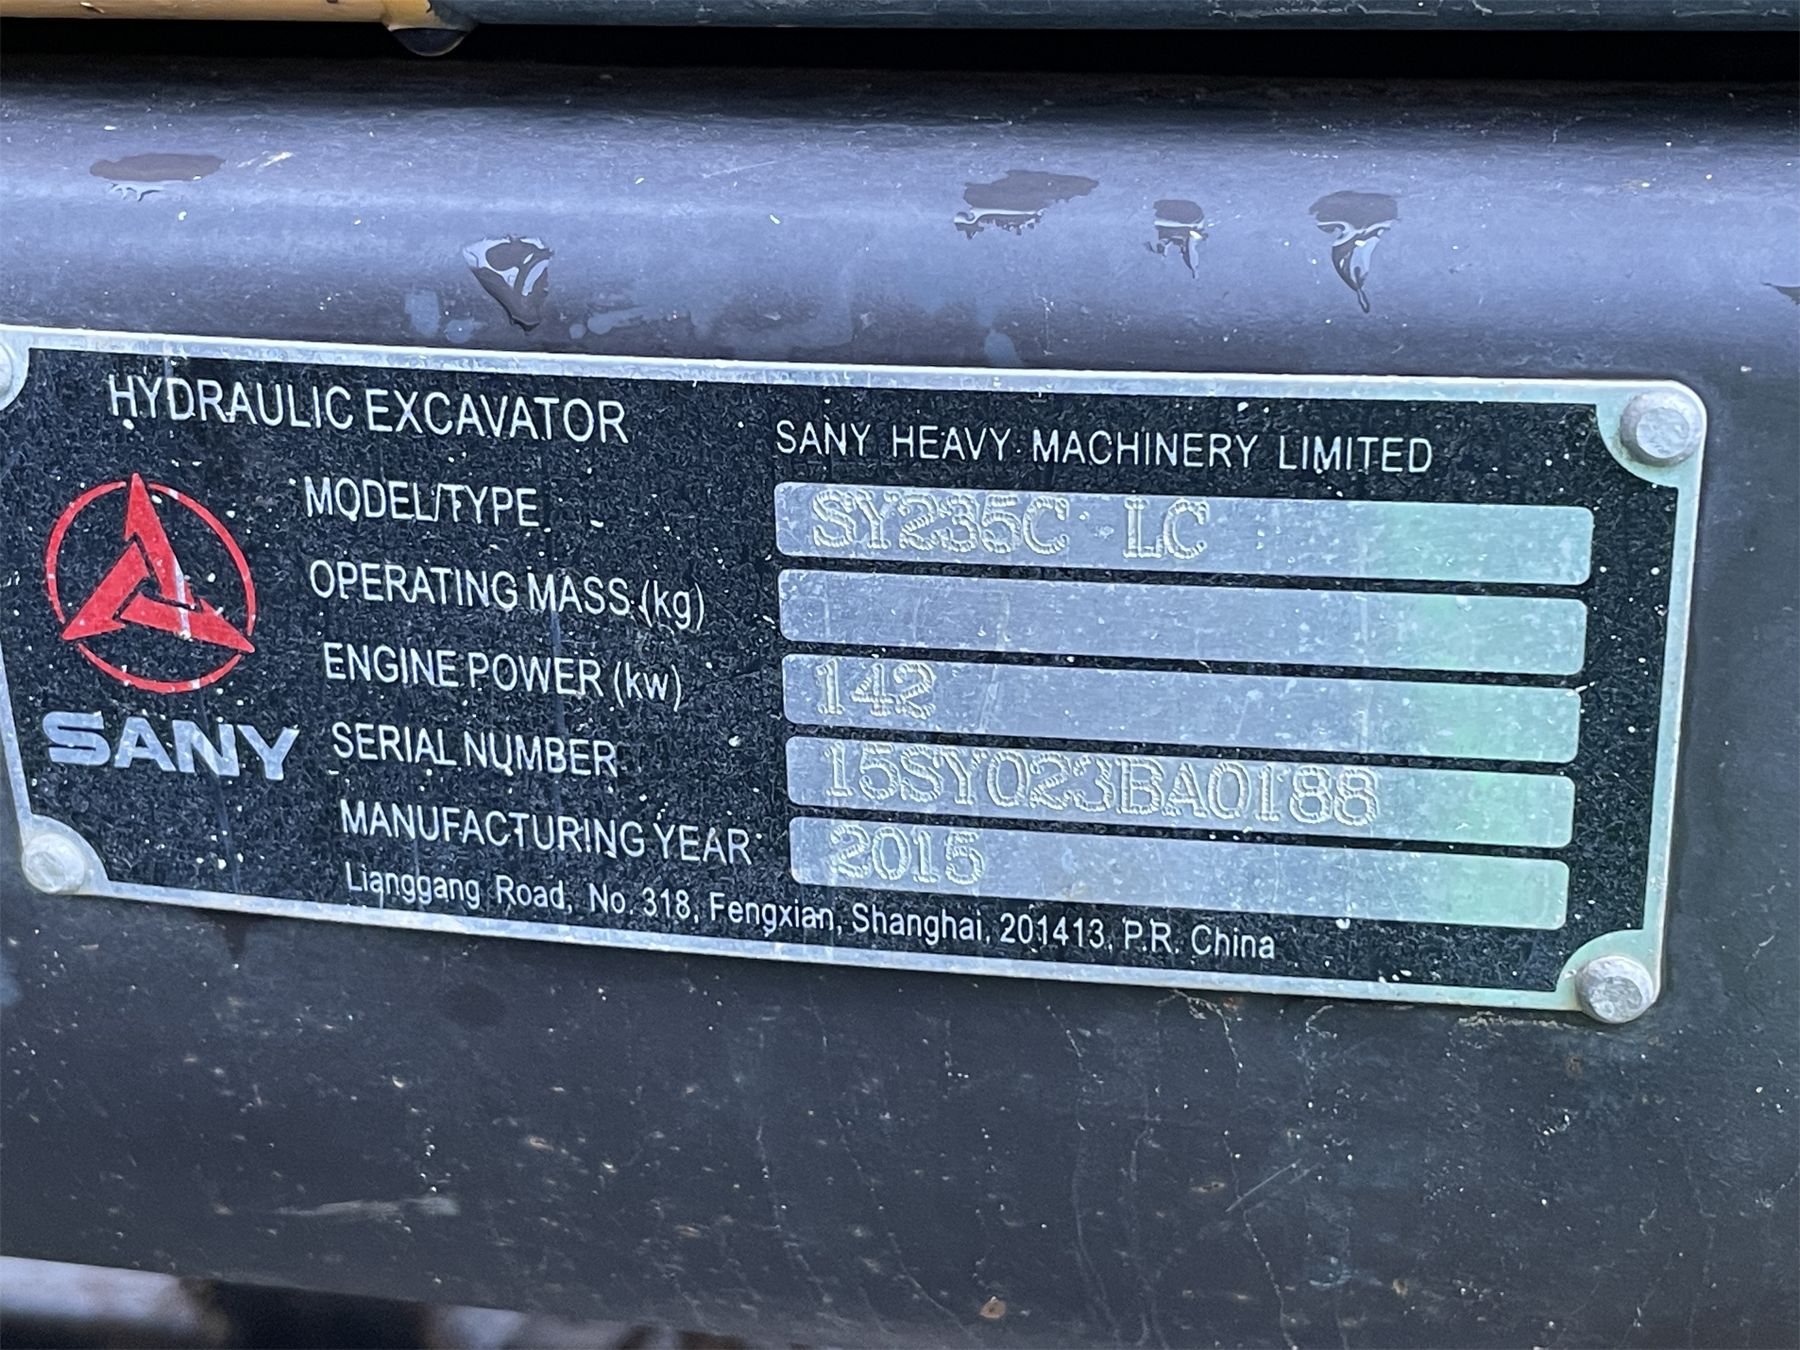 HYDRAULIC EXCAVATOR
SANY HEAVY MACHINERY LIMITED
MODEL/TYPE SY235C LC
OPERATING MASS (kg)
ENGINE POWER (kw) 142
SANY
SERIAL NUMBER 15SY023BA0188
MANUFACTURING YEAR 2015
Lianggang Road, No. 318, Fengxian, Shanghai, 201413, P.R. China